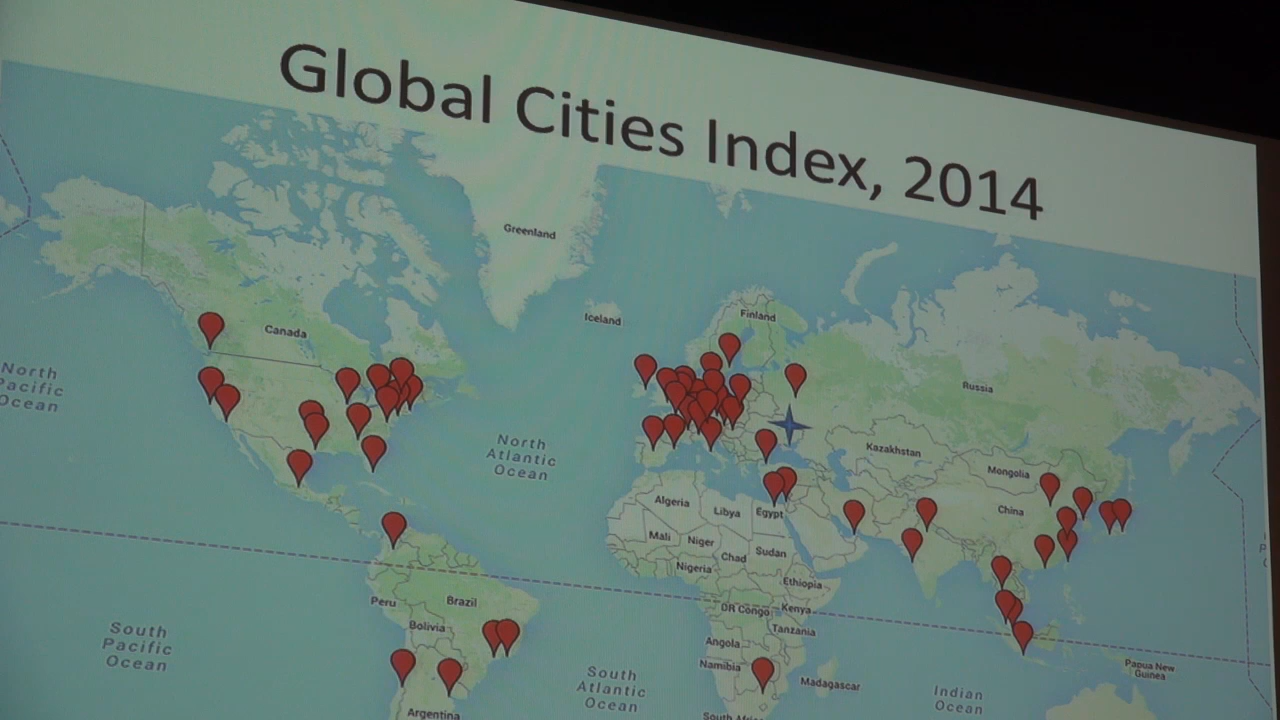 Global Cities Index, 2014
Greenland
Iceland
Finland
Canada
Russia
North
Pacific
Ocean
North
Atlantic
Ocean
Kazakhstan
Mongolia
China
Algeria
Libya
Egypt
Mali
Niger
Chad
Sudan
Nigeria
Ethiopia
DR Congo
Kenya
Tanzania
Angola
Namibia
Madagascar
Peru
Brazil
Bolivia
Argentina
South
Pacific
Ocean
South
Atlantic
Ocean
Indian
Ocean
Papua New
Guinea